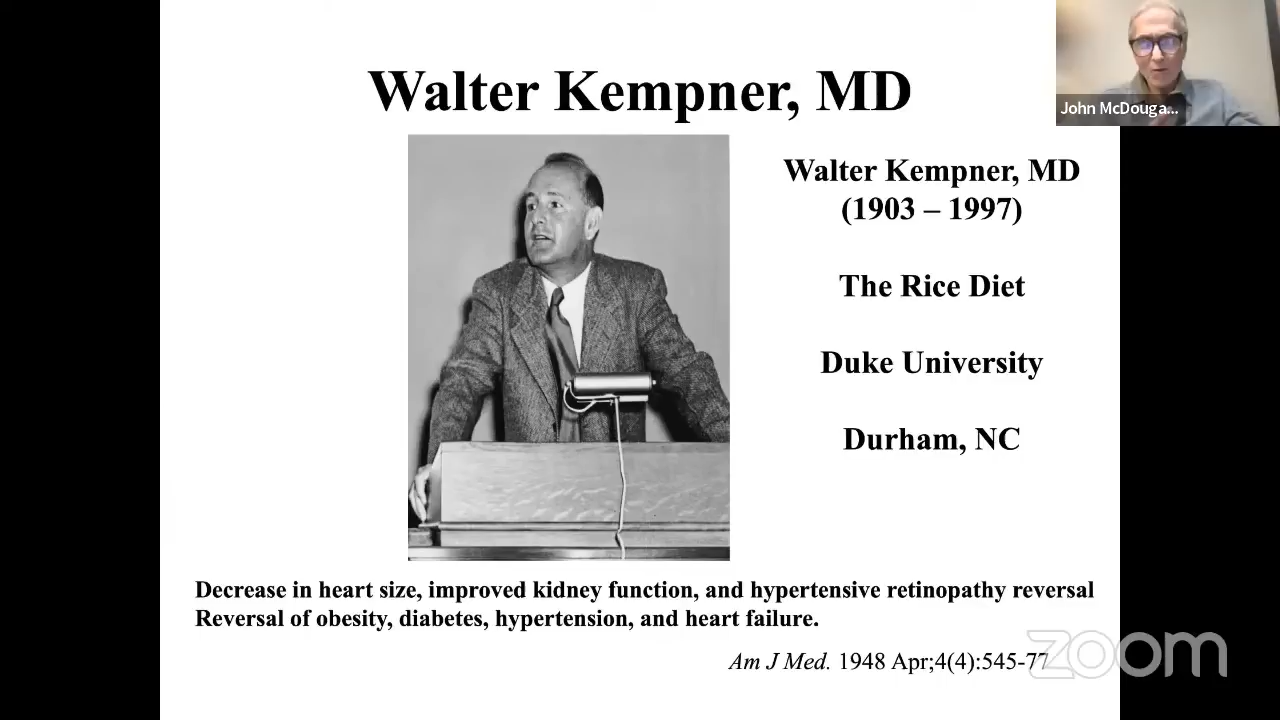 Walter Kempner, MD
John McDouga...
Walter Kempner, MD
(1903 – 1997)
The Rice Diet
Duke University
Durham, NC
Decrease in heart size, improved kidney function, and hypertensive retinopathy reversal
Reversal of obesity, diabetes, hypertension, and heart failure.
Am J Med. 1948 Apr;4(4):545-77
zoom